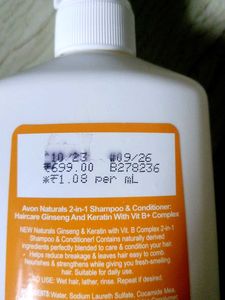 10/23 @09/26
₹699.00 B278236
*₹1.08 per mL
Avon Naturals 2-in-1 Shampoo & Conditioner:
Haircare Ginseng And Keratin With Vit B+ Complex
NEW Naturals Ginseng & Keratin with vit. B Complex 2-in-1
Shampoo & Conditioner! Contains naturally derived
ingredients perfectly blended to care & condition your hair.
Helps reduce breakage & leaves hair easy to comb.
Nourishes & strengthens while giving you fresh-smelling
hair. Suitable for daily use.
AND USE: Wet hair, lather, rinse. Repeat if desired.
Water, Sodium Laureth Sulfate, Cocamide Mea,